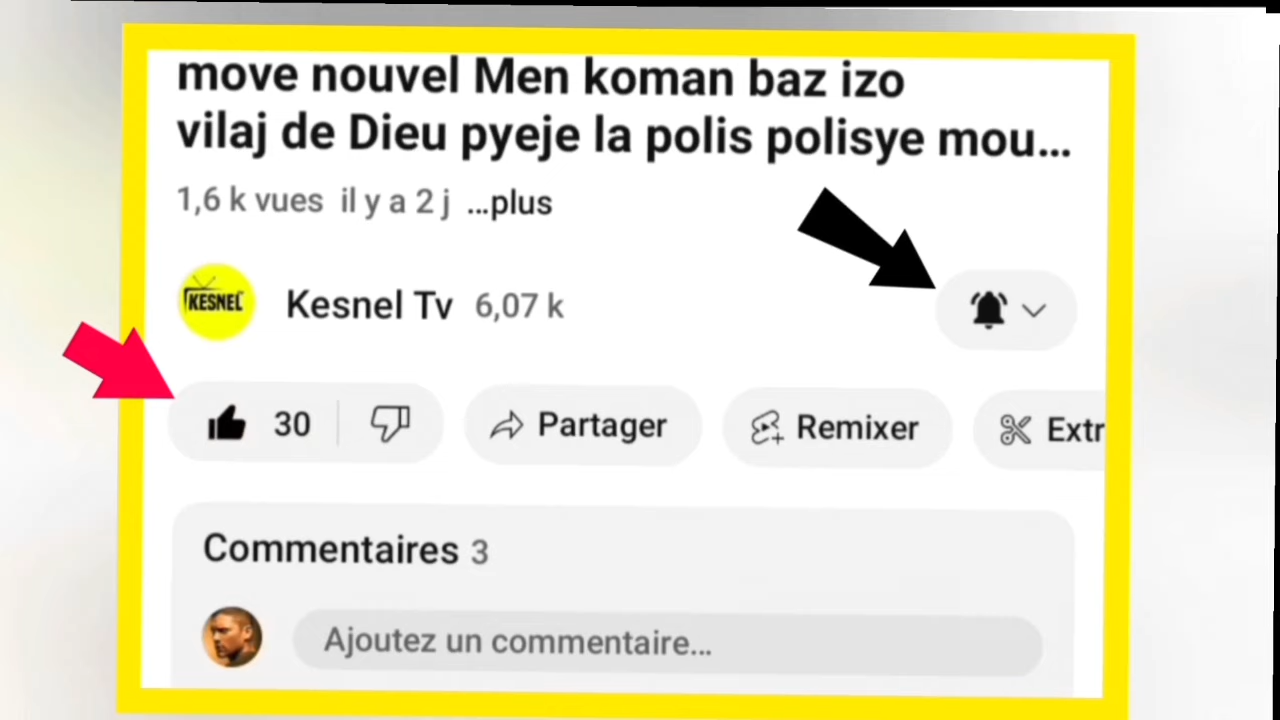 move nouvel Men koman baz izo
vilaj de Dieu pyeje la polis polisye mou...
1,6 k vues il y a 2 j ...plus
KESNEL
Kesnel Tv 6,07 k
30 Partager Remixer Extr
Commentaires 3
Ajoutez un commentaire...